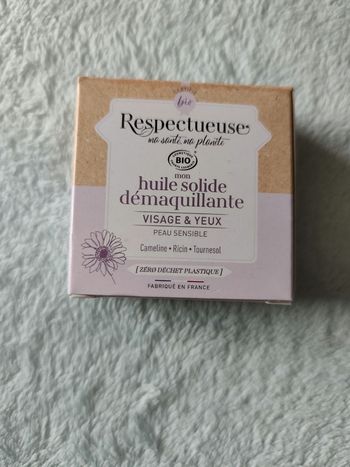 bio
Respectueuse
ma santé, ma planète
BIO
mon
huile solide
démaquillante
VISAGE & YEUX
PEAU SENSIBLE
Cameline • Ricin • Tournesol
[ ZÉRO DÉCHET PLASTIQUE ]
FABRIQUÉ EN FRANCE